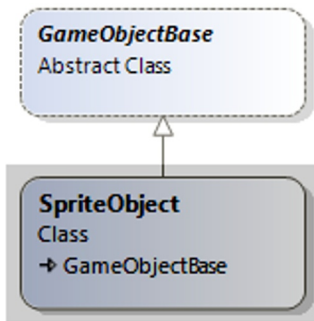 GameObjectBase
Abstract Class
SpriteObject
Class
GameObjectBase